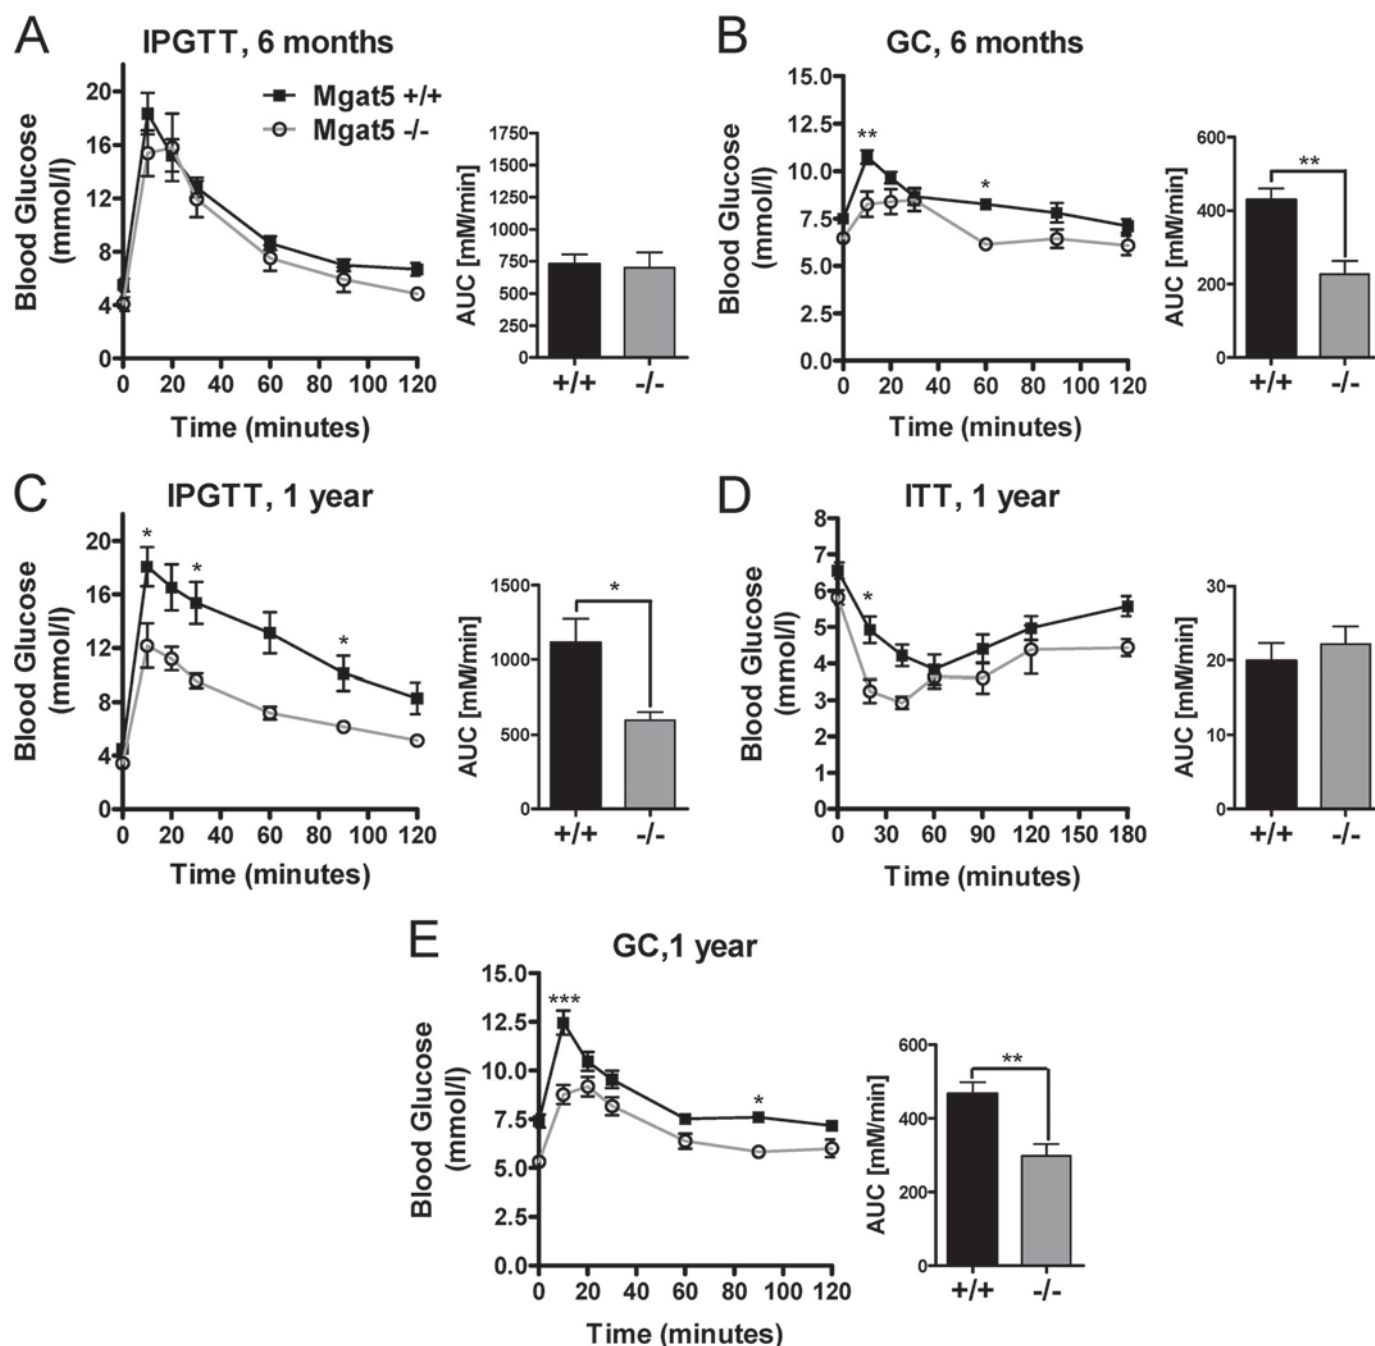 A
IPGTT, 6 months
Blood Glucose
(mmol/l)
20
16
12
8
4
0
Mgat5 +/+
Mgat5 -/-
0 20 40 60 80 100 120
Time (minutes)
AUC [mM/min]
1750
1500
1250
1000
750
500
250
0
+/+ -/-
B
GC, 6 months
Blood Glucose
(mmol/l)
15.0
12.5
10.0
7.5
5.0
2.5
0.0
**
*
0 20 40 60 80 100 120
Time (minutes)
AUC [mM/min]
600
400
200
0
**
+/+ -/-
C
IPGTT, 1 year
Blood Glucose
(mmol/l)
20
16
12
8
4
0
*
*
*
0 20 40 60 80 100 120
Time (minutes)
AUC [mM/min]
1500
1000
500
0
*
+/+ -/-
D
ITT, 1 year
Blood Glucose
(mmol/l)
8
7
6
5
4
3
2
1
0
*
0 30 60 90 120 150 180
Time (minutes)
AUC [mM/min]
30
20
10
0
+/+ -/-
E
GC,1 year
Blood Glucose
(mmol/l)
15.0
12.5
10.0
7.5
5.0
2.5
0.0
***
*
0 20 40 60 80 100 120
Time (minutes)
AUC [mM/min]
600
400
200
0
**
+/+ -/-